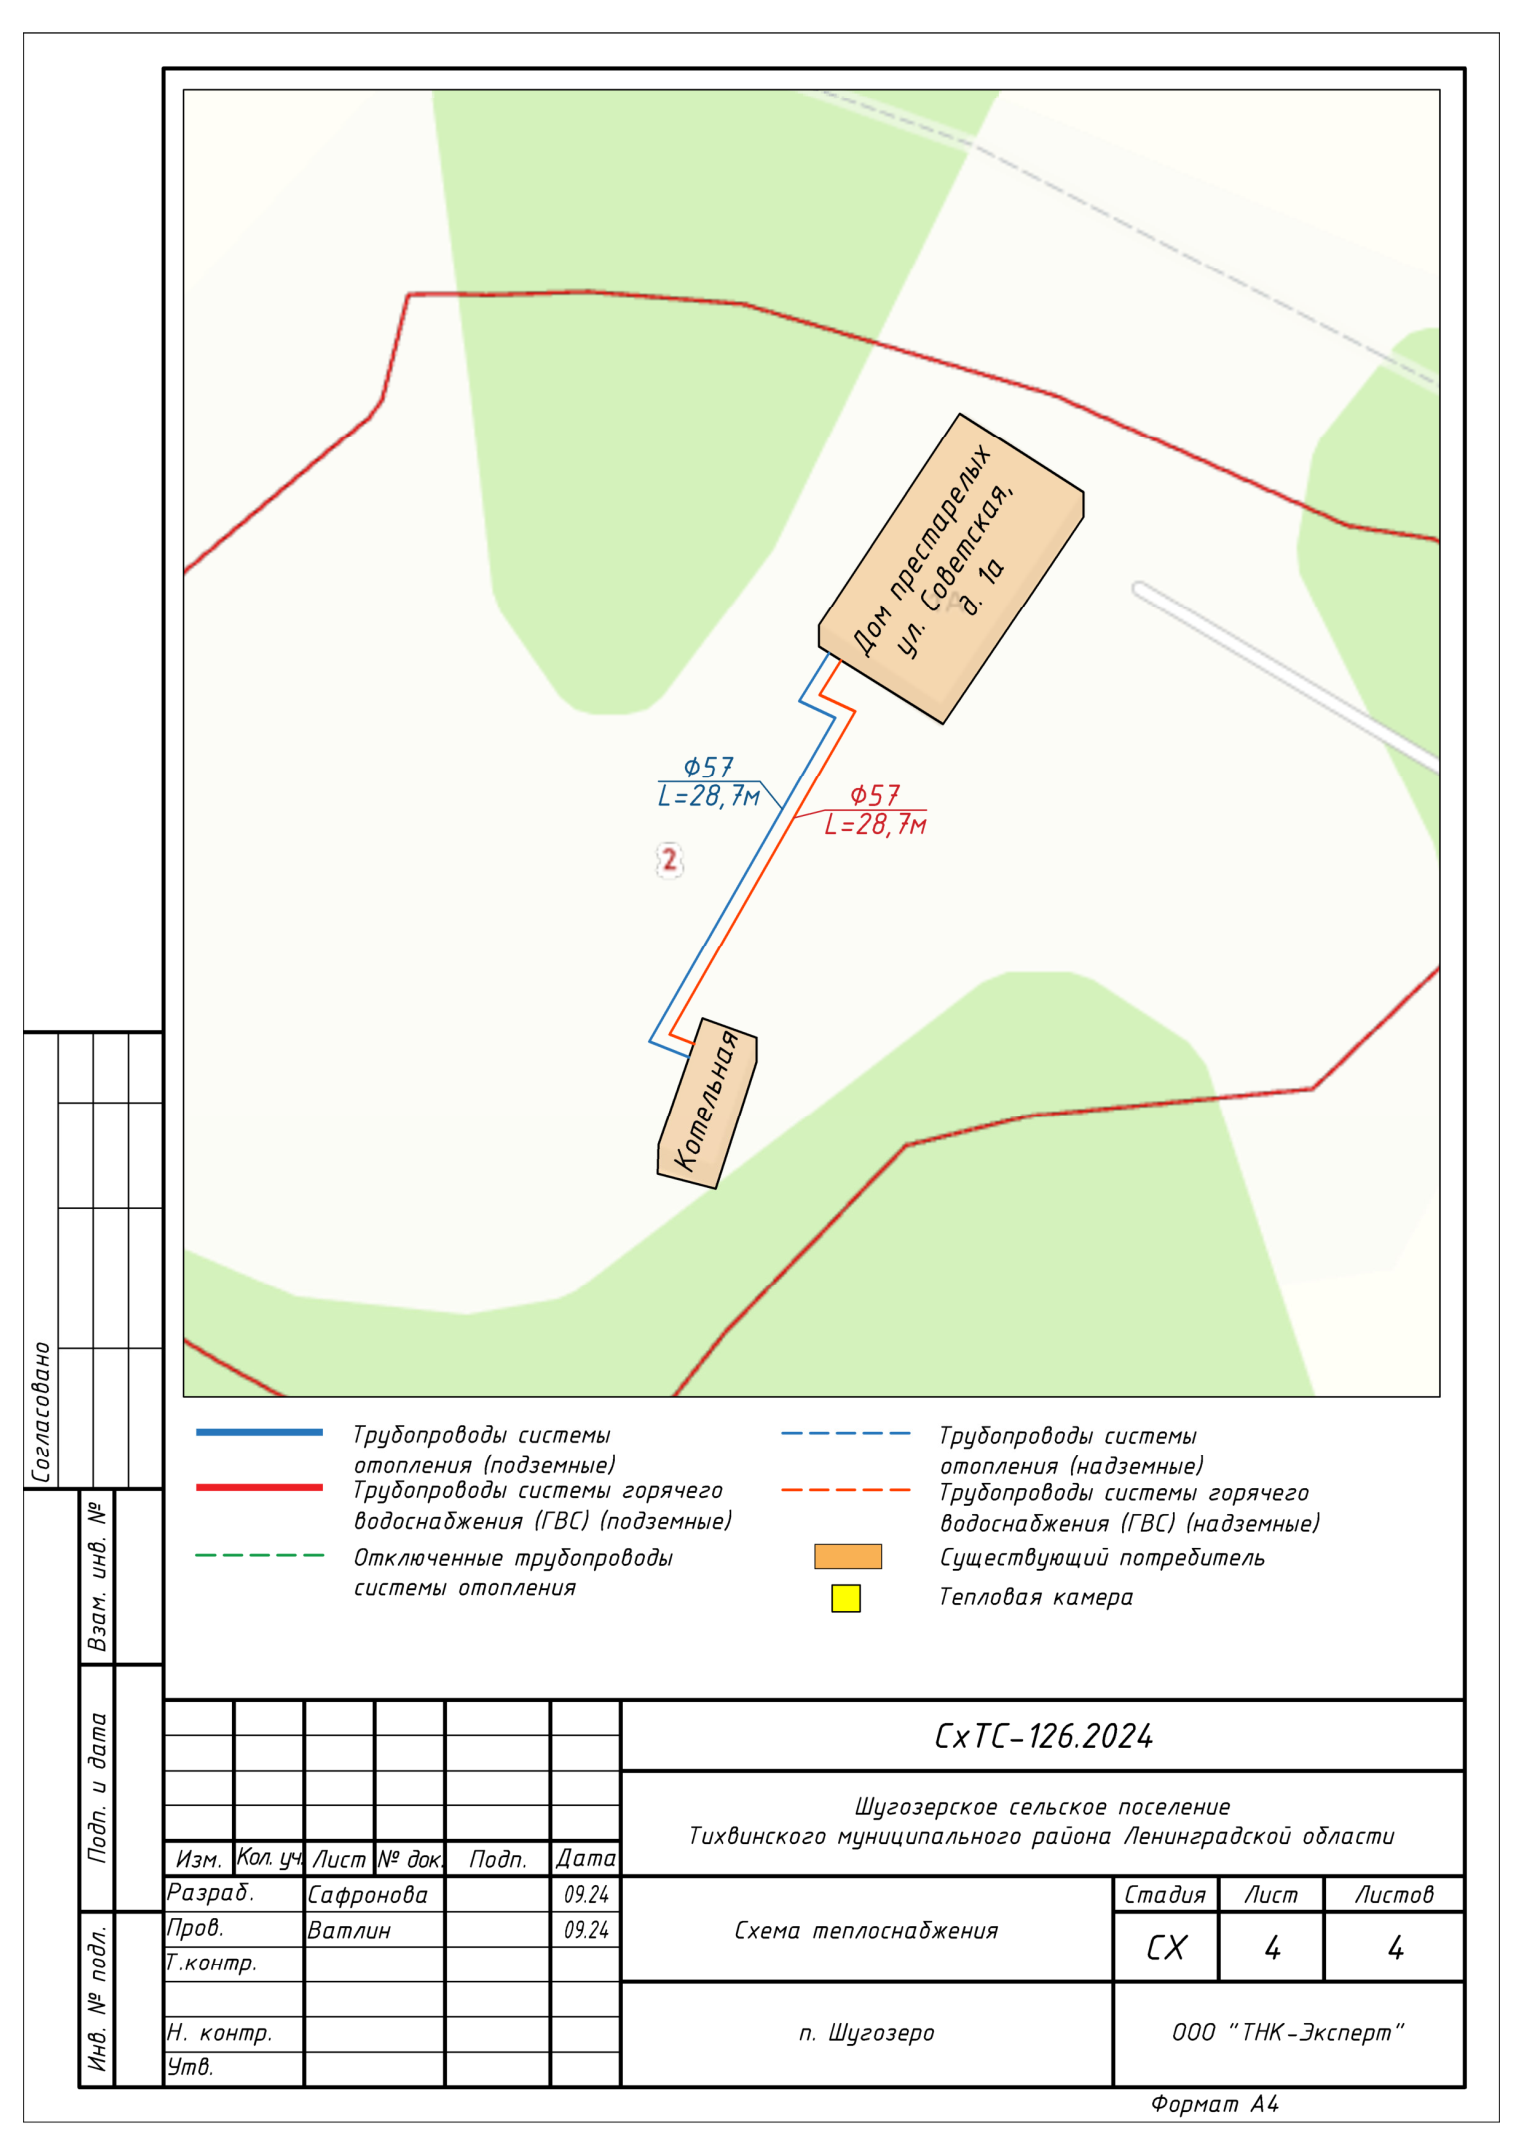 Дом престарелых
ул. Советская,
д. 1а
Ф57
L=28,7м
Ф57
L=28,7м
2
Котельная
Трубопроводы системы
отопления (подземные)
Трубопроводы системы горячего
водоснабжения (ГВС) (подземные)
Отключенные трубопроводы
системы отопления
Трубопроводы системы
отопления (надземные)
Трубопроводы системы горячего
водоснабжения (ГВС) (надземные)
Существующий потребитель
Тепловая камера
Согласовано
Взам. инв. №
Подп. и дата
Инв. № подл.
СхТС-126.2024
Шугозерское сельское поселение
Тихвинского муниципального района Ленинградской области
Изм. Кол. уч. Лист № док. Подп. Дата
Разраб. Сафронова 09.24
Пров. Ватлин 09.24
Т.контр.
Н. контр.
Утв.
Схема теплоснабжения
Стадия Лист Листов
СХ 4 4
п. Шугозеро
ООО "ТНК-Эксперт"
Формат А4